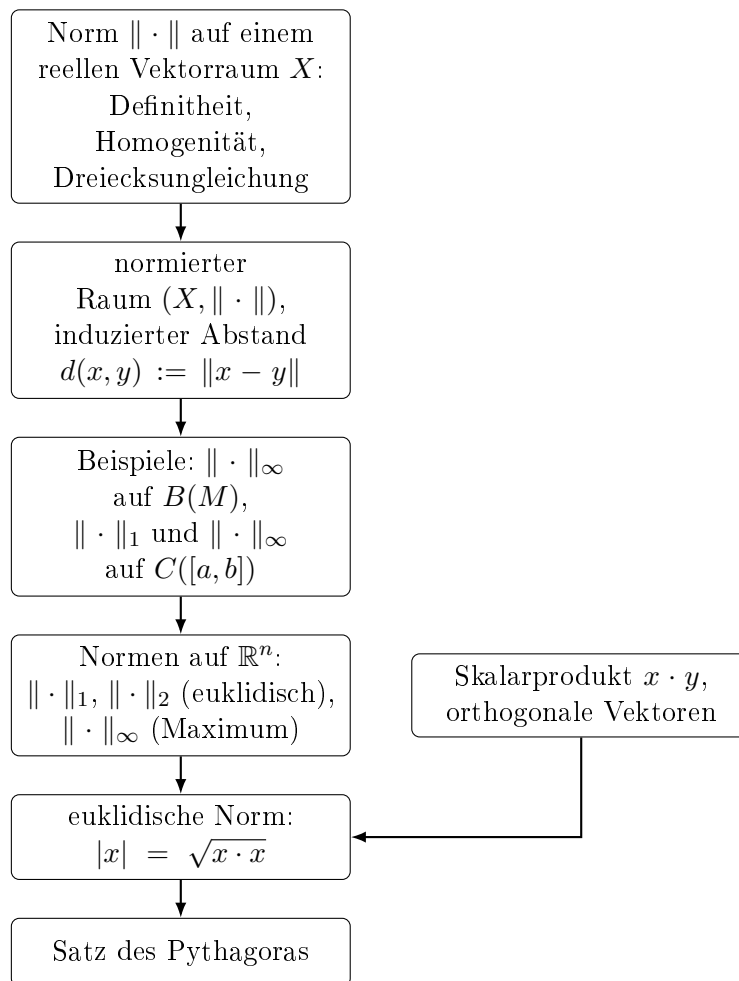 Norm ‖ · ‖ auf einem
reellen Vektorraum X:
Definitheit,
Homogenität,
Dreiecksungleichung
normierter
Raum (X, ‖ · ‖),
induzierter Abstand
d(x, y) := ‖x − y‖
Beispiele: ‖ · ‖∞
auf B(M),
‖ · ‖₁ und ‖ · ‖∞
auf C([a, b])
Normen auf ℝⁿ:
‖ · ‖₁, ‖ · ‖₂ (euklidisch),
‖ · ‖∞ (Maximum)
Skalarprodukt x · y,
orthogonale Vektoren
euklidische Norm:
|x| = √(x · x)
Satz des Pythagoras